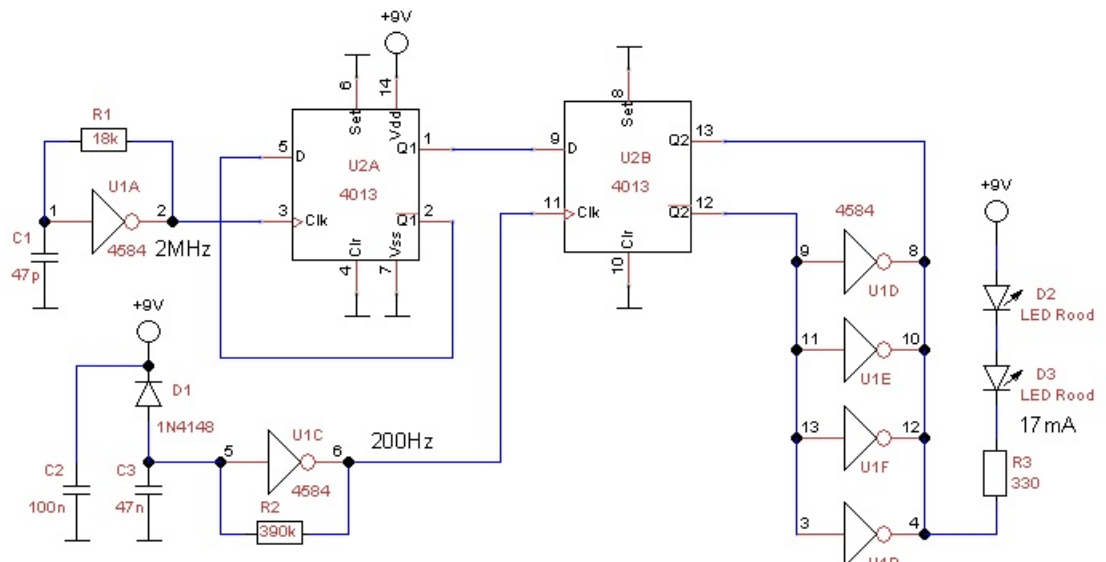 +9V
6
14
Set
Vdd
R1
18k
5
D
Q1
1
U2A
4013
U1A
1
2
3
Clk
Q1
2
4584
2MHz
C1
47p
Clr
Vss
4
7
8
Set
9
D
Q2
13
U2B
4013
11
Clk
Q2
12
Clr
10
+9V
D1
1N4148
C2
100n
C3
47n
5
U1C
6
4584
R2
390k
200Hz
4584
9
8
U1D
11
10
U1E
13
12
U1F
3
4
+9V
D2
LED Rood
D3
LED Rood
17mA
R3
330